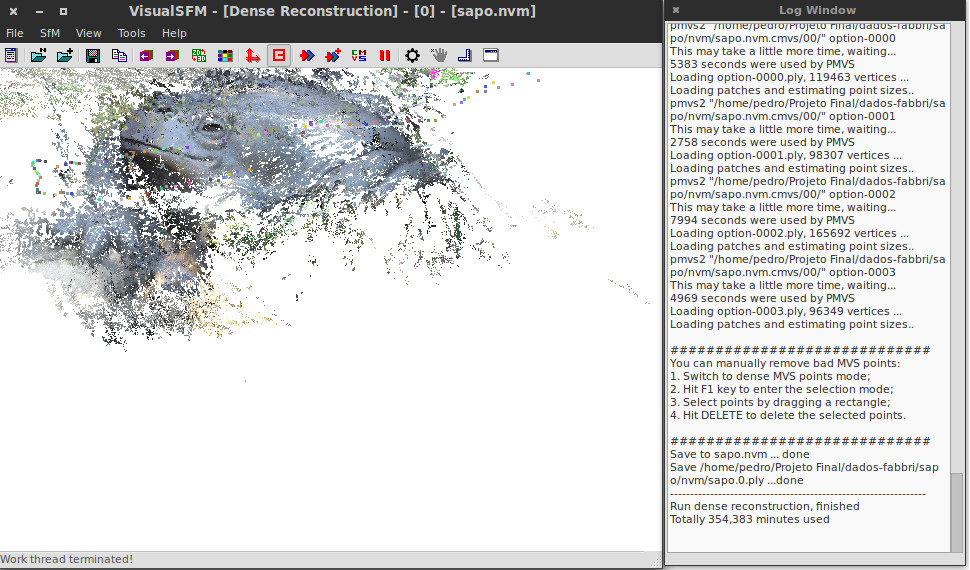 VisualSFM - [Dense Reconstruction] - [0] - [sapo.nvm]
File SfM View Tools Help
Work thread terminated!
Log Window
pmvs2 "/home/pedro/Projeto Final/dados-fabbri/sa
po/nvm/sapo.nvm.cmvs/00/" option-0000
This may take a little more time, waiting...
5383 seconds were used by PMVS
Loading option-0000.ply, 119463 vertices ...
Loading patches and estimating point sizes..
pmvs2 "/home/pedro/Projeto Final/dados-fabbri/sa
po/nvm/sapo.nvm.cmvs/00/" option-0001
This may take a little more time, waiting...
2758 seconds were used by PMVS
Loading option-0001.ply, 98307 vertices ...
Loading patches and estimating point sizes..
pmvs2 "/home/pedro/Projeto Final/dados-fabbri/sa
po/nvm/sapo.nvm.cmvs/00/" option-0002
This may take a little more time, waiting...
7994 seconds were used by PMVS
Loading option-0002.ply, 165692 vertices ...
Loading patches and estimating point sizes..
pmvs2 "/home/pedro/Projeto Final/dados-fabbri/sa
po/nvm/sapo.nvm.cmvs/00/" option-0003
This may take a little more time, waiting...
4969 seconds were used by PMVS
Loading option-0003.ply, 96349 vertices ...
Loading patches and estimating point sizes..
#############################
You can manually remove bad MVS points:
1. Switch to dense MVS points mode;
2. Hit F1 key to enter the selection mode;
3. Select points by dragging a rectangle;
4. Hit DELETE to delete the selected points.
#############################
Save to sapo.nvm ... done
Save /home/pedro/Projeto Final/dados-fabbri/sap
o/nvm/sapo.0.ply ...done
----------------------------------------------------------------
Run dense reconstruction, finished
Totally 354,383 minutes used